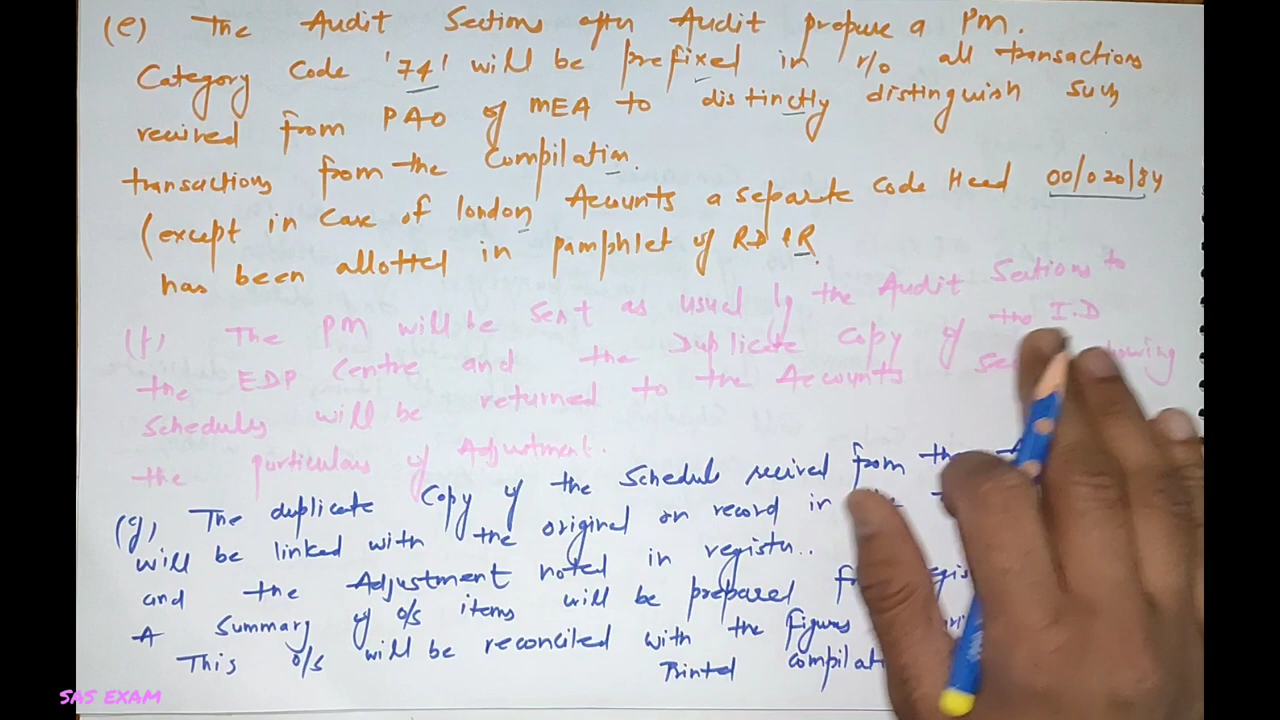 (e) The Audit Sections after Audit prepare a PM.
Category Code '74' will be prefixed in r/o all transactions
received from PAO of MEA to distinctly distinguish such
transactions from the Compilation.
(except in Case of london Accounts a separate Code Head 00/020/84
has been allotted in pamphlet of RD &R
(f) The PM will be sent as usual by the Audit Sections to
the EDP Centre and the Duplicate Copy of the I.D
Schedules will be returned to the Accounts showing
the particulars of Adjustment.
(g) The duplicate Copy of the Schedule received from the
will be linked with the original on record in
and the Adjustment noted in register..
A Summary of o/s items will be prepared
This o/s will be reconciled with the figures
Printed
SAS EXAM